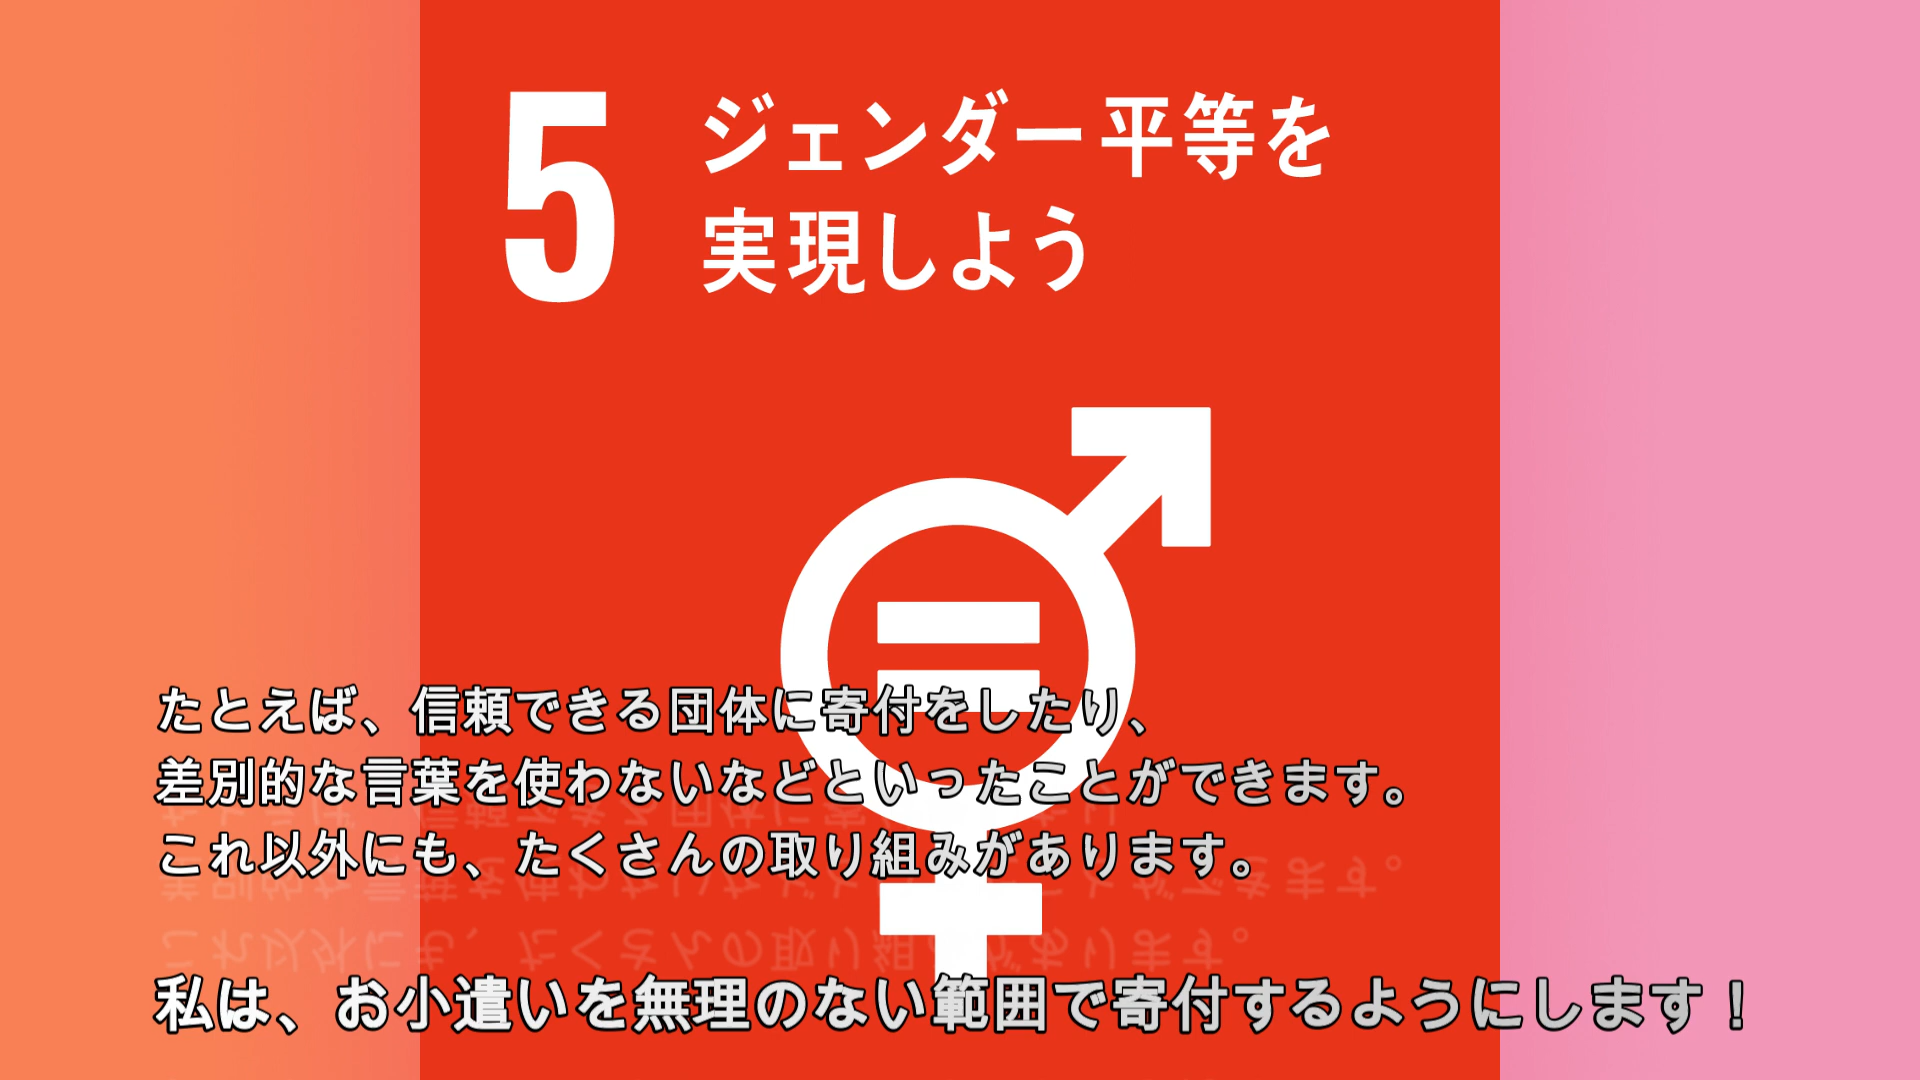 5
ジェンダー平等を
実現しよう
たとえば、信頼できる団体に寄付をしたり、
差別的な言葉を使わないなどといったことができます。
これ以外にも、たくさんの取り組みがあります。
私は、お小遣いを無理のない範囲で寄付するようにします！